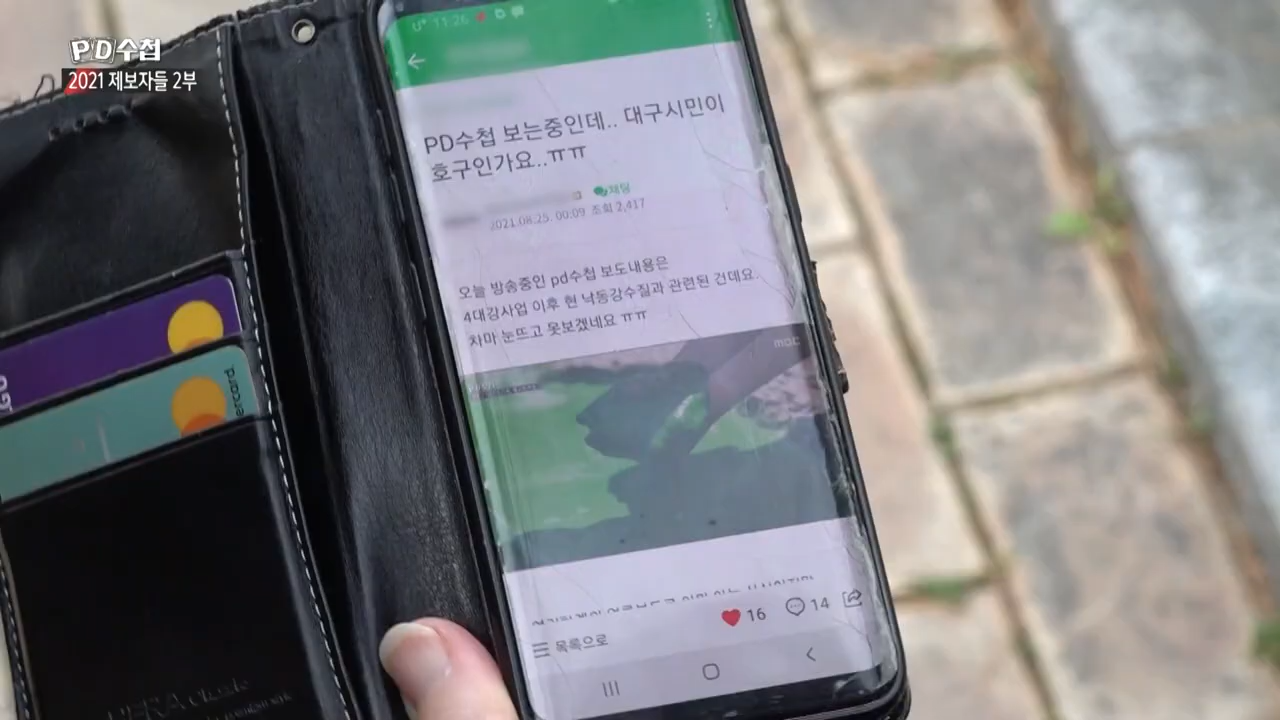 PD수첩
2021 제보자들 2부
11:26
PD수첩 보는중인데.. 대구시민이
호구인가요..ㅠㅠ
채팅
2021.08.25. 00:09 조회 2,417
오늘 방송중인 pd수첩 보도내용은
4대강사업 이후 현 낙동강수질과 관련된 건데요.
차마 눈뜨고 못보겠네요 ㅠㅠ
mbc
16
14
목록으로
ercard.